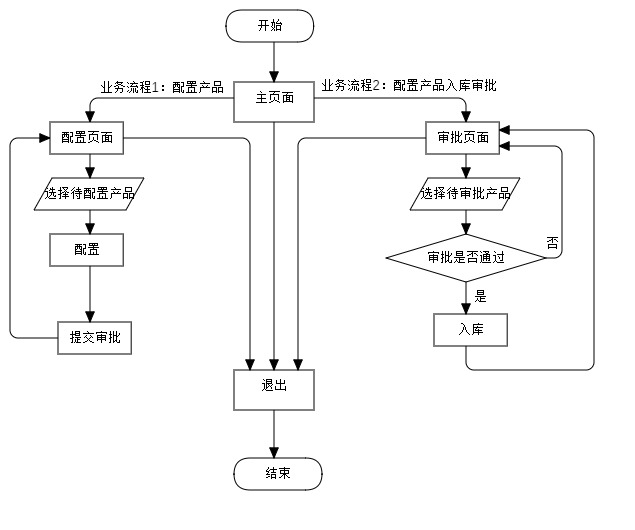 开始
业务流程1：配置产品
业务流程2：配置产品入库审批
主页面
配置页面
审批页面
选择待配置产品
选择待审批产品
配置
审批是否通过
否
是
提交审批
入库
退出
结束